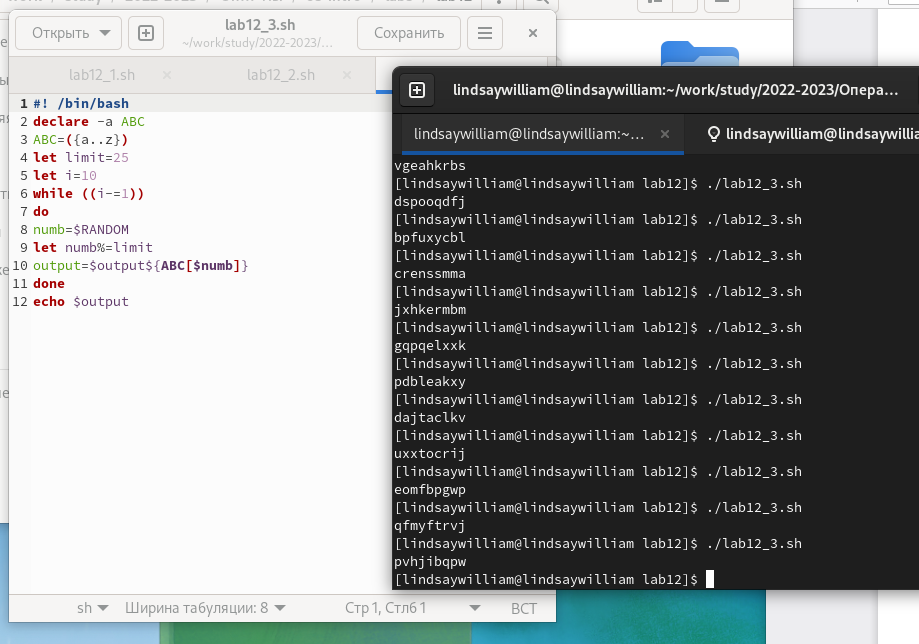 Открыть
lab12_3.sh
~/work/study/2022-2023/...
Сохранить
lab12_1.sh
lab12_2.sh
1 #! /bin/bash
2 declare -a ABC
3 ABC=({a..z})
4 let limit=25
5 let i=10
6 while ((i-=1))
7 do
8 numb=$RANDOM
9 let numb%=limit
10 output=$output${ABC[$numb]}
11 done
12 echo $output
sh Ширина табуляции: 8 Стр 1, Стлб 1 ВСТ
lindsaywilliam@lindsaywilliam:~/work/study/2022-2023/Опера...
lindsaywilliam@lindsaywilliam:~... lindsaywilliam@lindsaywillia
vgeahkrbs
[lindsaywilliam@lindsaywilliam lab12]$ ./lab12_3.sh
dspooqdfj
[lindsaywilliam@lindsaywilliam lab12]$ ./lab12_3.sh
bpfuxycbl
[lindsaywilliam@lindsaywilliam lab12]$ ./lab12_3.sh
crenssmma
[lindsaywilliam@lindsaywilliam lab12]$ ./lab12_3.sh
jxhkermbm
[lindsaywilliam@lindsaywilliam lab12]$ ./lab12_3.sh
gqpqelxxk
[lindsaywilliam@lindsaywilliam lab12]$ ./lab12_3.sh
pdbleakxy
[lindsaywilliam@lindsaywilliam lab12]$ ./lab12_3.sh
dajtaclkv
[lindsaywilliam@lindsaywilliam lab12]$ ./lab12_3.sh
uxxtocrij
[lindsaywilliam@lindsaywilliam lab12]$ ./lab12_3.sh
eomfbpgwp
[lindsaywilliam@lindsaywilliam lab12]$ ./lab12_3.sh
qfmyftrvj
[lindsaywilliam@lindsaywilliam lab12]$ ./lab12_3.sh
pvhjibqpw
[lindsaywilliam@lindsaywilliam lab12]$